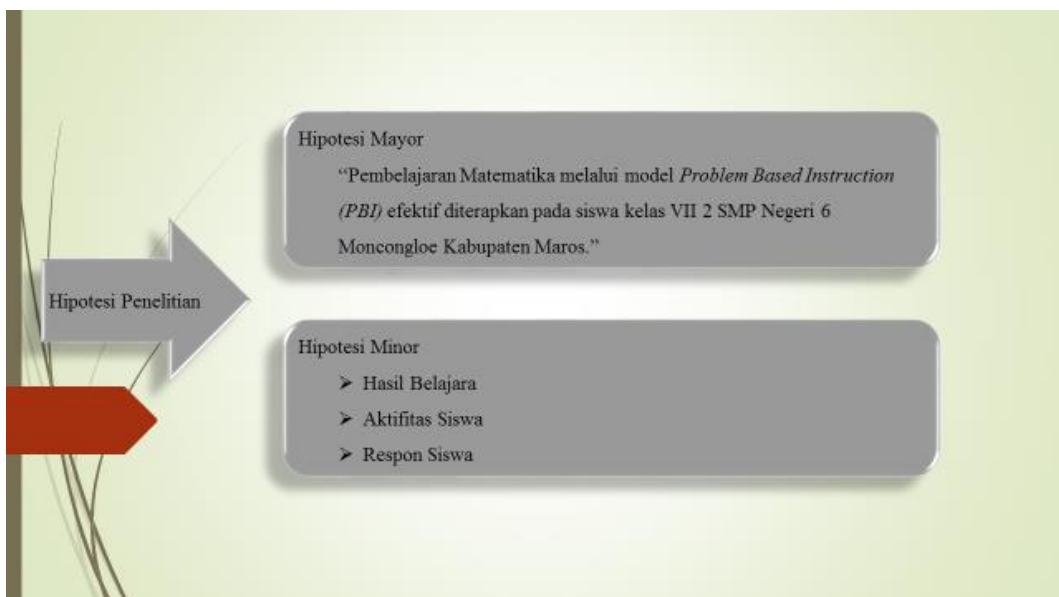 Hipotesi Penelitian
Hipotesi Mayor
“Pembelajaran Matematika melalui model Problem Based Instruction
(PBI) efektif diterapkan pada siswa kelas VII 2 SMP Negeri 6
Moncongloe Kabupaten Maros.”
Hipotesi Minor
➢ Hasil Belajara
➢ Aktifitas Siswa
➢ Respon Siswa